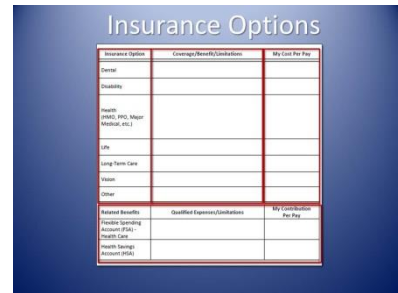 Insurance Options
Insurance Option Coverage/Benefit/Limitations My Cost Per Pay
Dental
Disability
Health
(HMO, PPO, Major
Medical, etc.)
Life
Long-Term Care
Vision
Other
Related Benefits Qualified Expenses/Limitations My Contribution
Per Pay
Flexible Spending
Account (FSA) -
Health Care
Health Savings
Account (HSA)